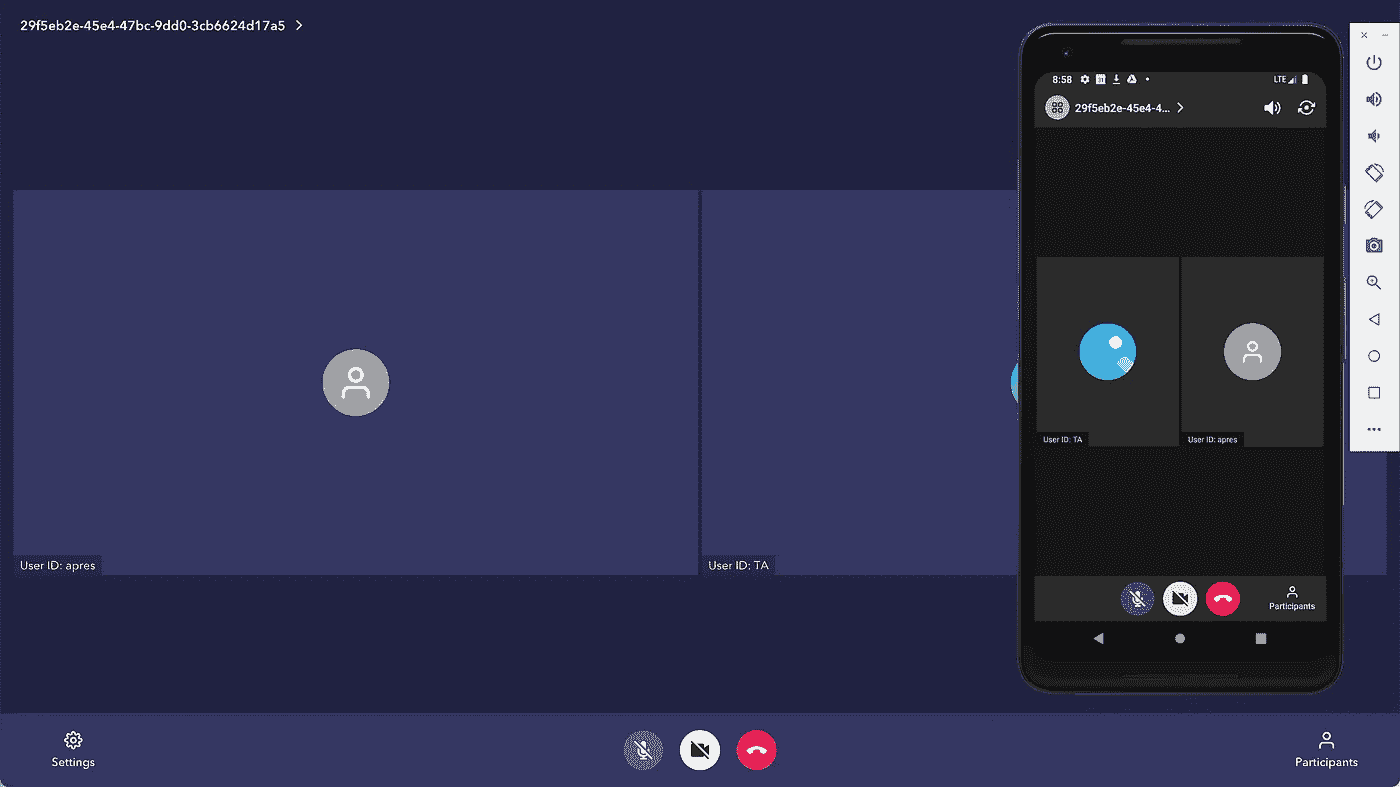 29f5eb2e-45e4-47bc-9dd0-3cb6624d17a5
8:58
31
LTE
29f5eb2e-45e4-4...
User ID: TA
User ID: apres
User ID: apres
User ID: TA
Participants
Settings
Participants